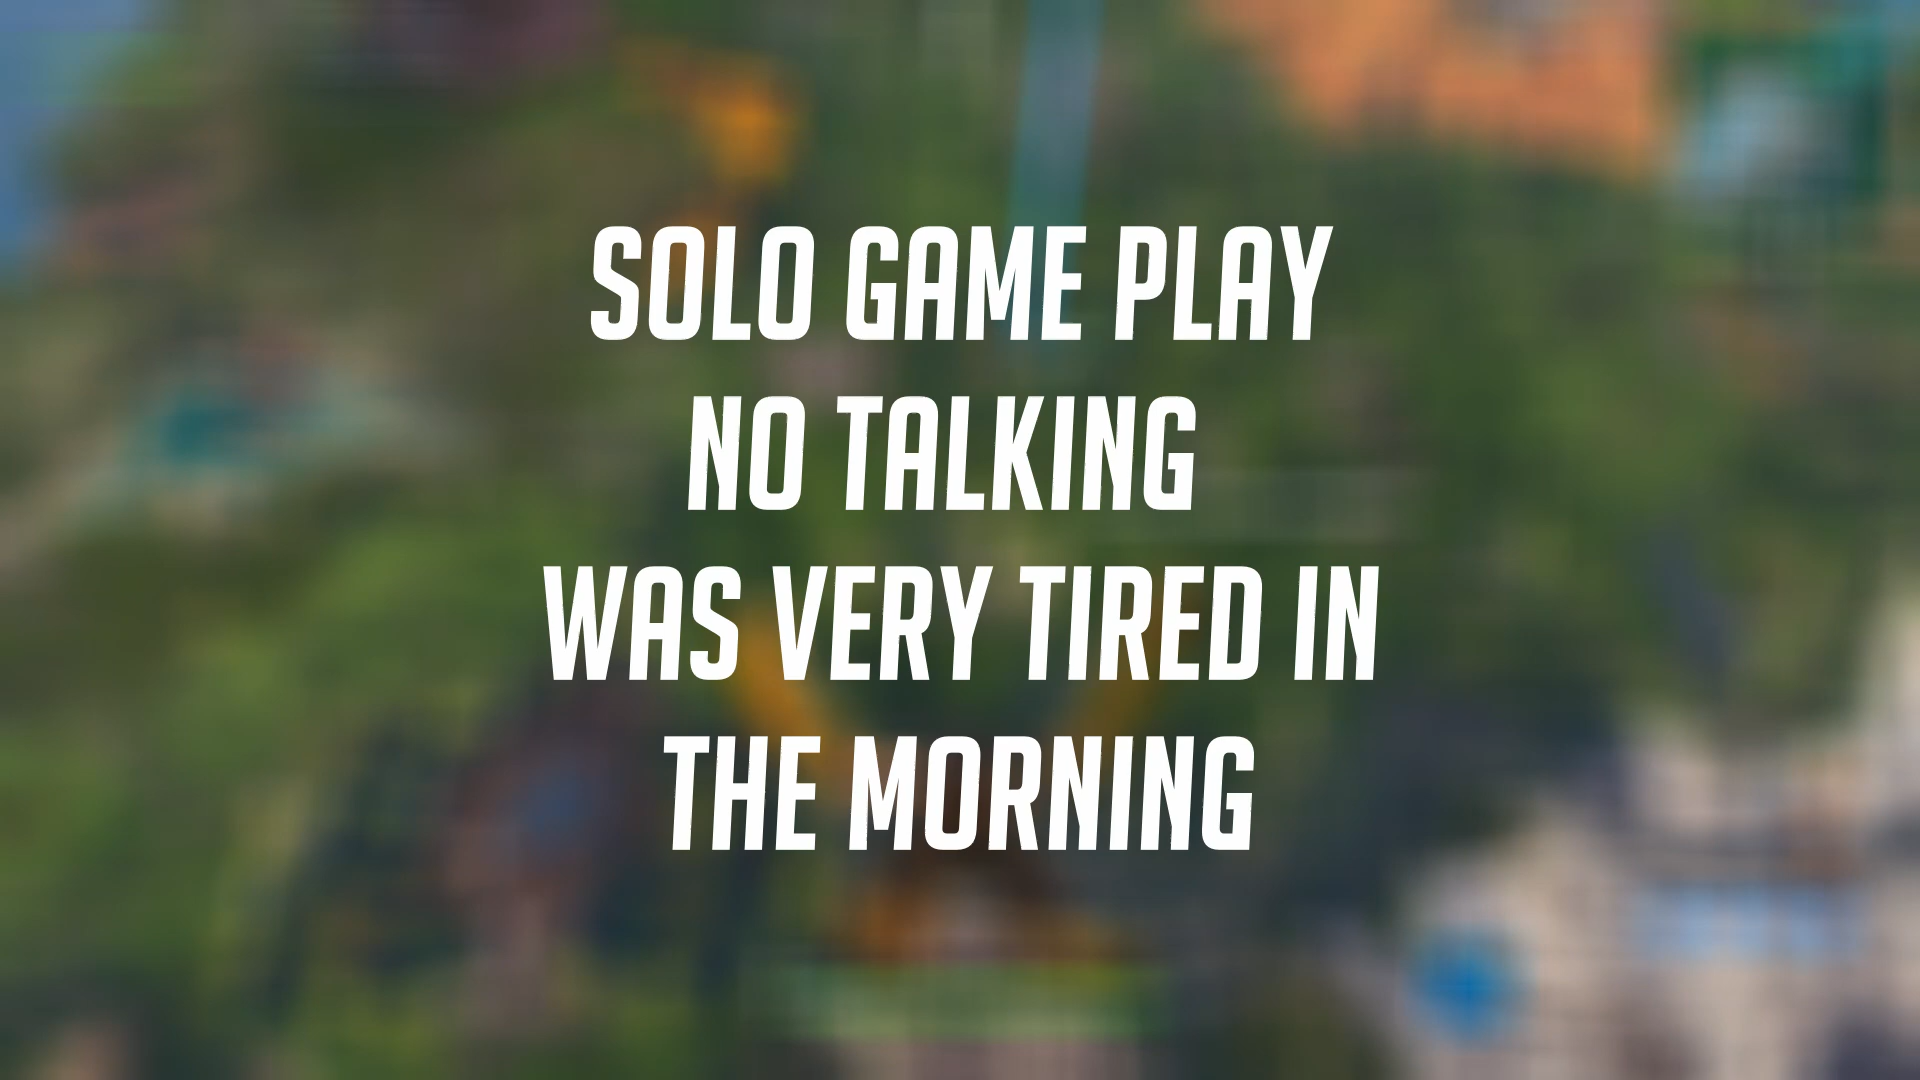 SOLO GAME PLAY
NO TALKING
WAS VERY TIRED IN
THE MORNING